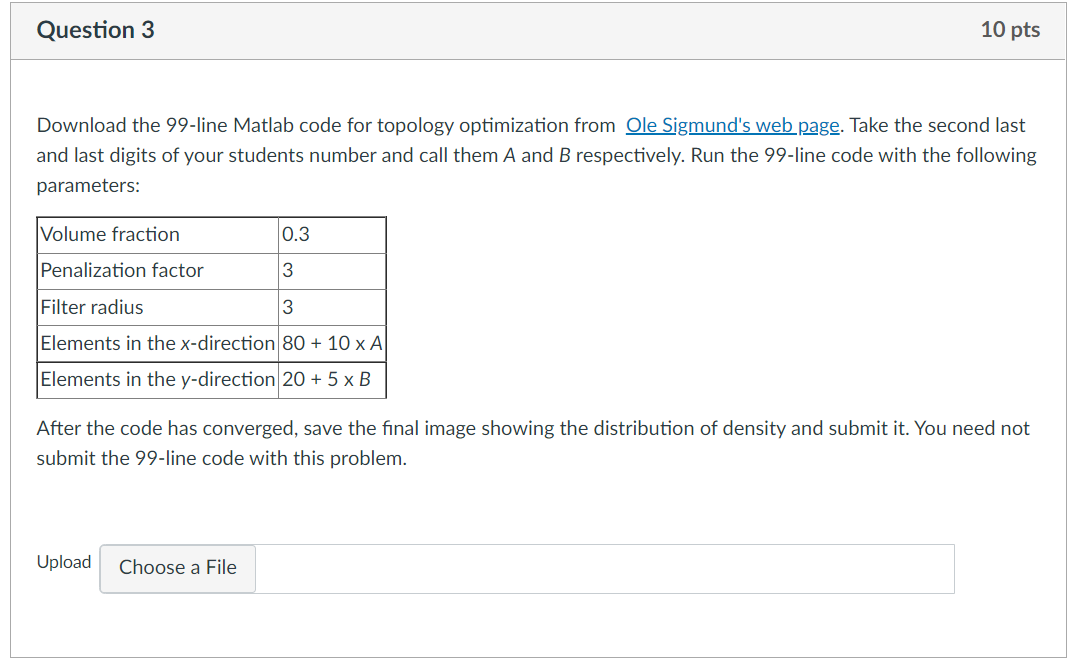 Question 3
10 pts
Download the 99-line Matlab code for topology optimization from Ole Sigmund's web page. Take the second last
and last digits of your students number and call them A and B respectively. Run the 99-line code with the following
parameters:
Volume fraction 0.3
Penalization factor 3
Filter radius 3
Elements in the x-direction 80 + 10 x A
Elements in the y-direction 20 + 5 x B
After the code has converged, save the final image showing the distribution of density and submit it. You need not
submit the 99-line code with this problem.
Upload Choose a File